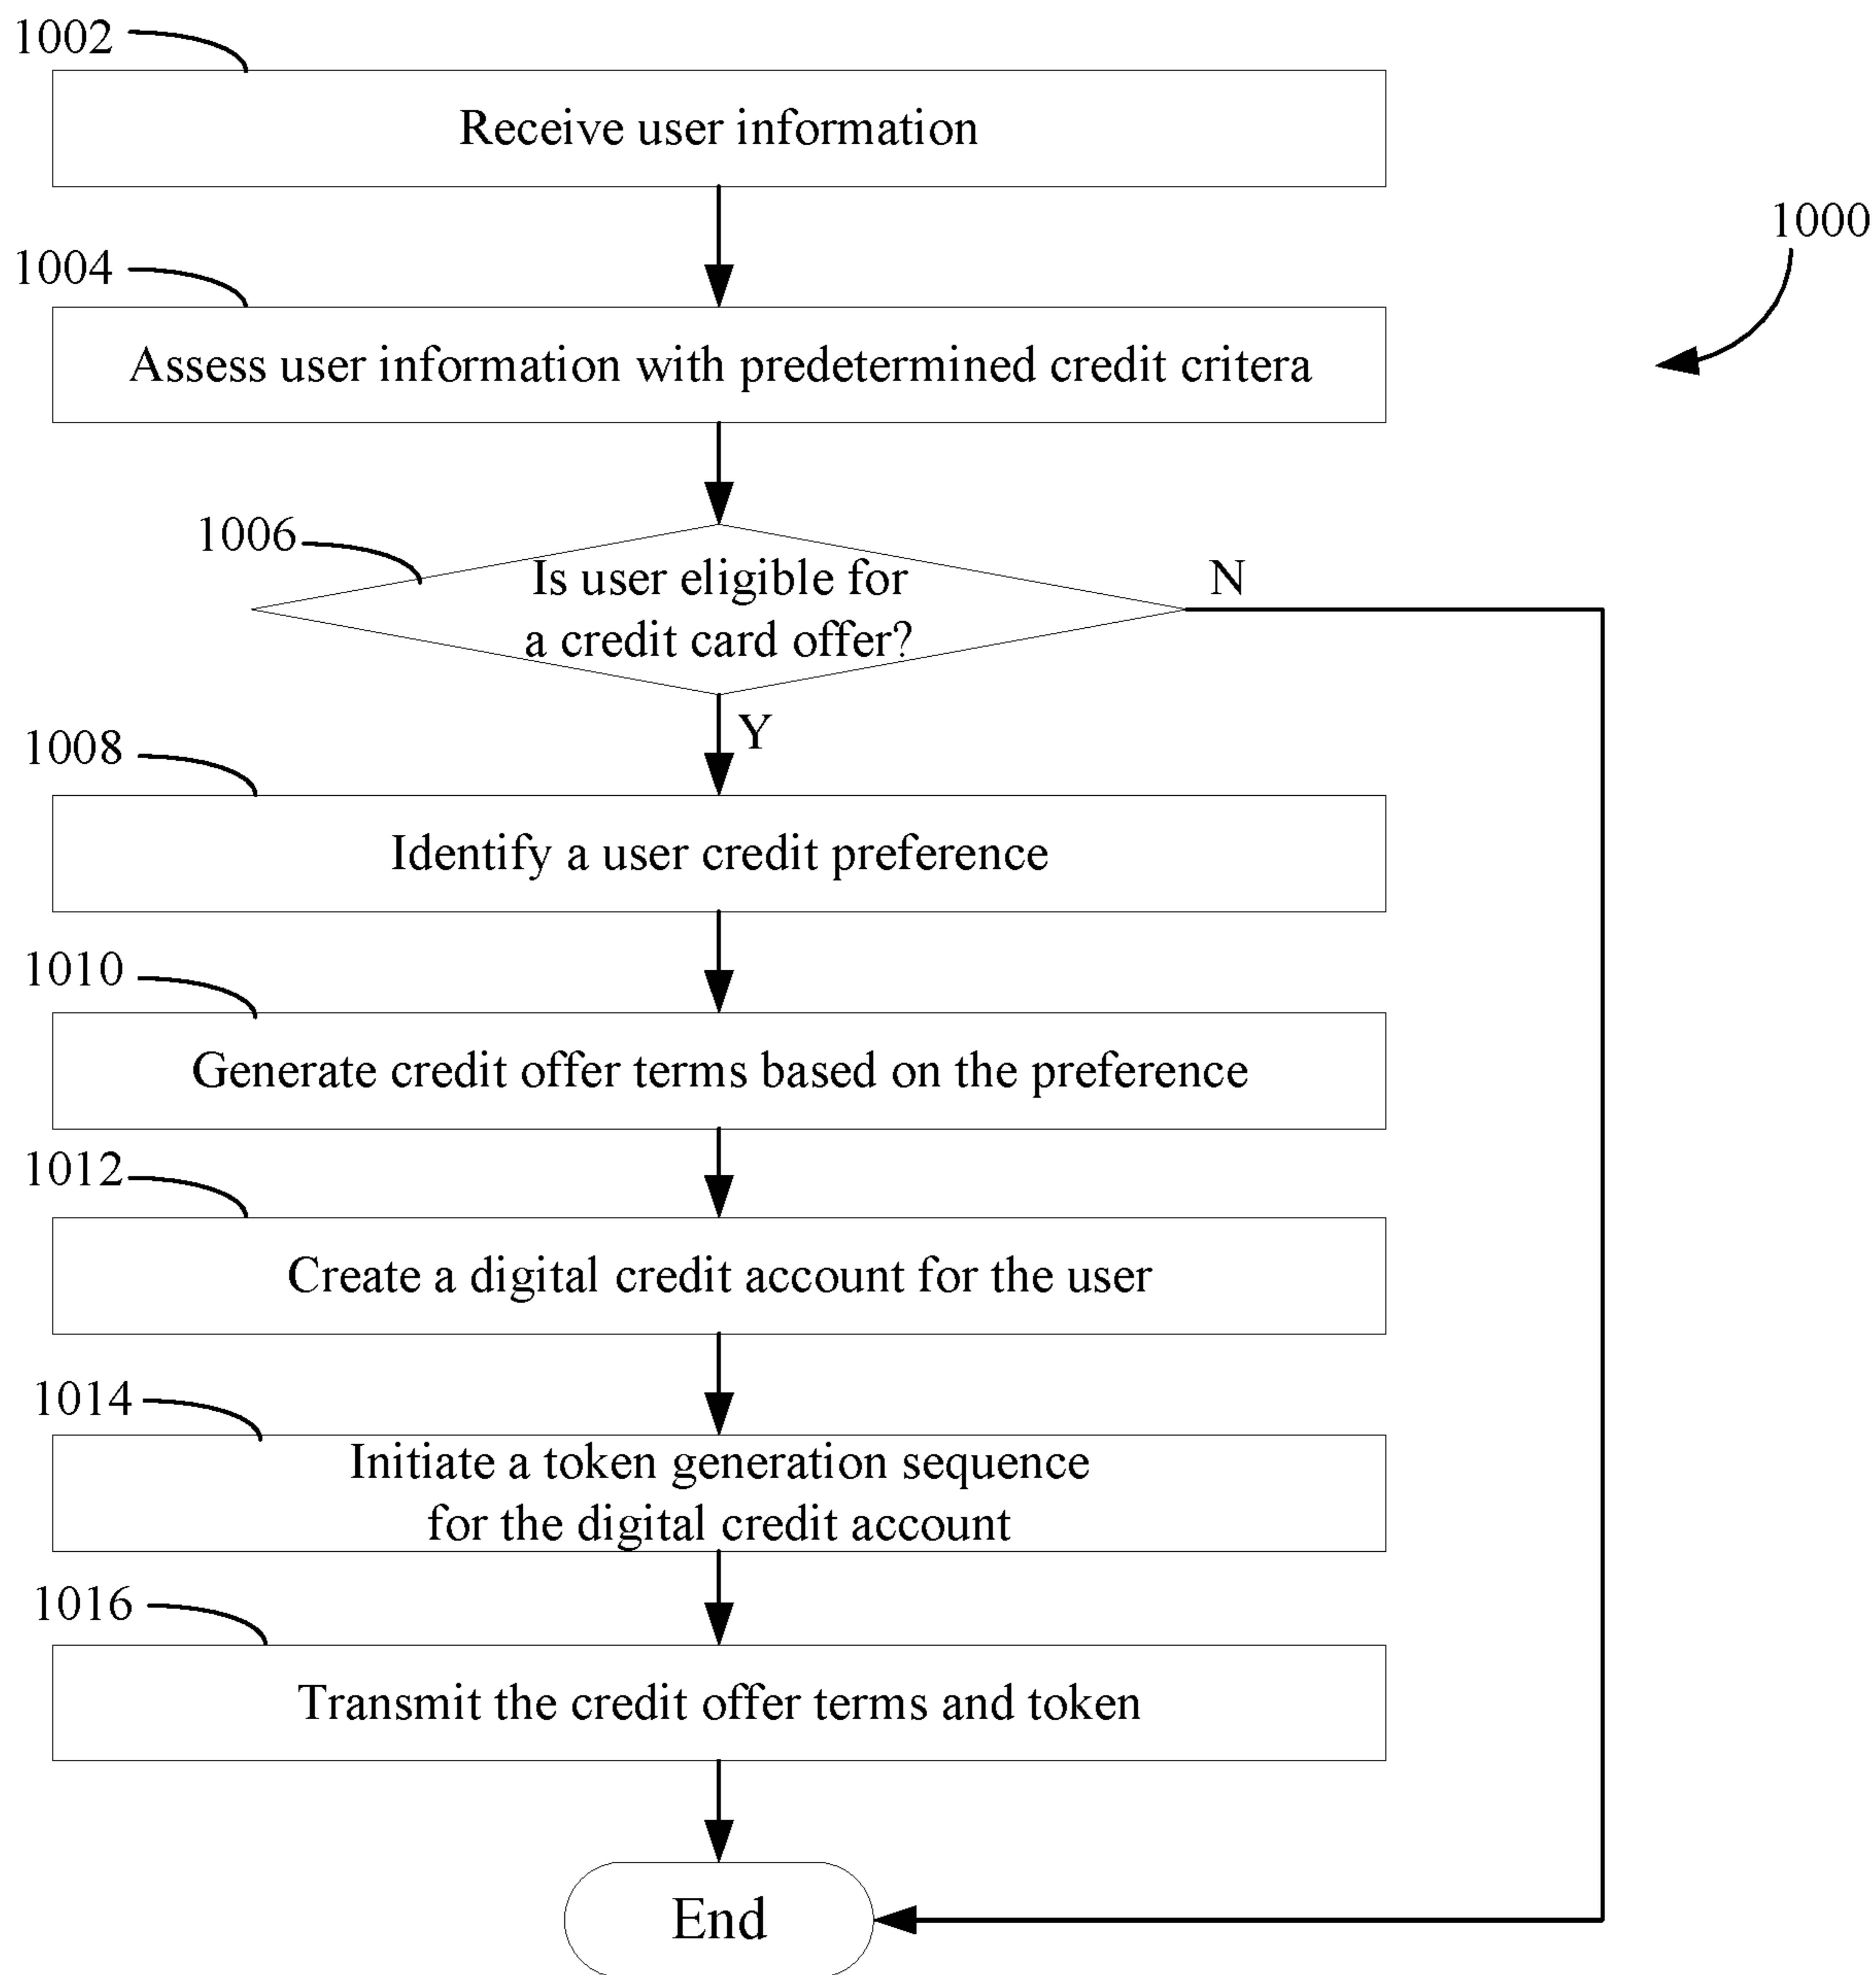 1002
Receive user information
1000
1004
Assess user information with predetermined credit critera
1006
Is user eligible for
a credit card offer?
N
Y
1008
Identify a user credit preference
1010
Generate credit offer terms based on the preference
1012
Create a digital credit account for the user
1014
Initiate a token generation sequence
for the digital credit account
1016
Transmit the credit offer terms and token
End